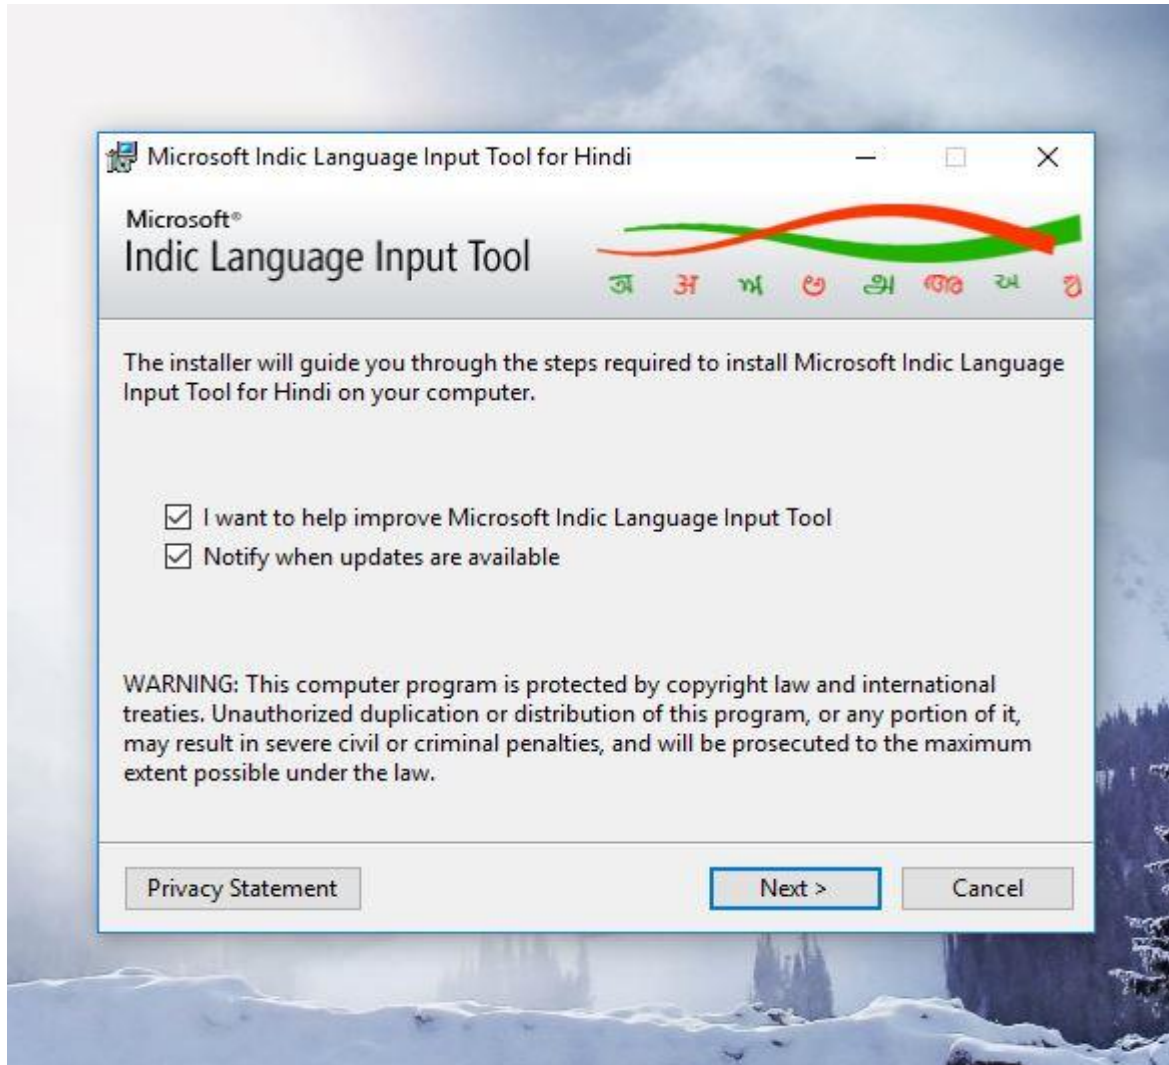 Microsoft Indic Language Input Tool for Hindi
Microsoft®
Indic Language Input Tool
অ अ ਅ అ அ അ અ ଅ
The installer will guide you through the steps required to install Microsoft Indic Language
Input Tool for Hindi on your computer.
I want to help improve Microsoft Indic Language Input Tool
Notify when updates are available
WARNING: This computer program is protected by copyright law and international
treaties. Unauthorized duplication or distribution of this program, or any portion of it,
may result in severe civil or criminal penalties, and will be prosecuted to the maximum
extent possible under the law.
Privacy Statement
Next >
Cancel